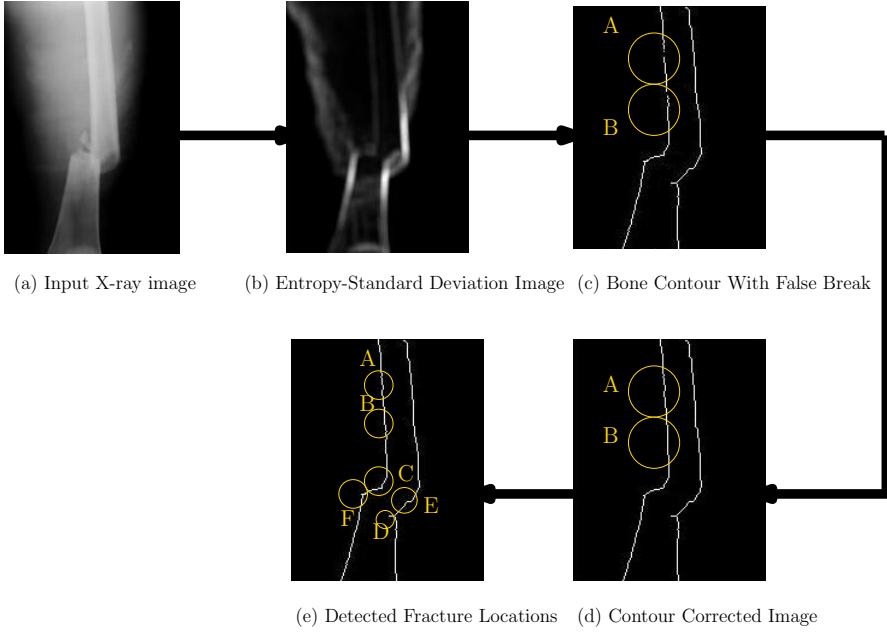 A
B
(a) Input X-ray image
(b) Entropy-Standard Deviation Image
(c) Bone Contour With False Break
A
B
C
F
E
D
A
B
(e) Detected Fracture Locations
(d) Contour Corrected Image